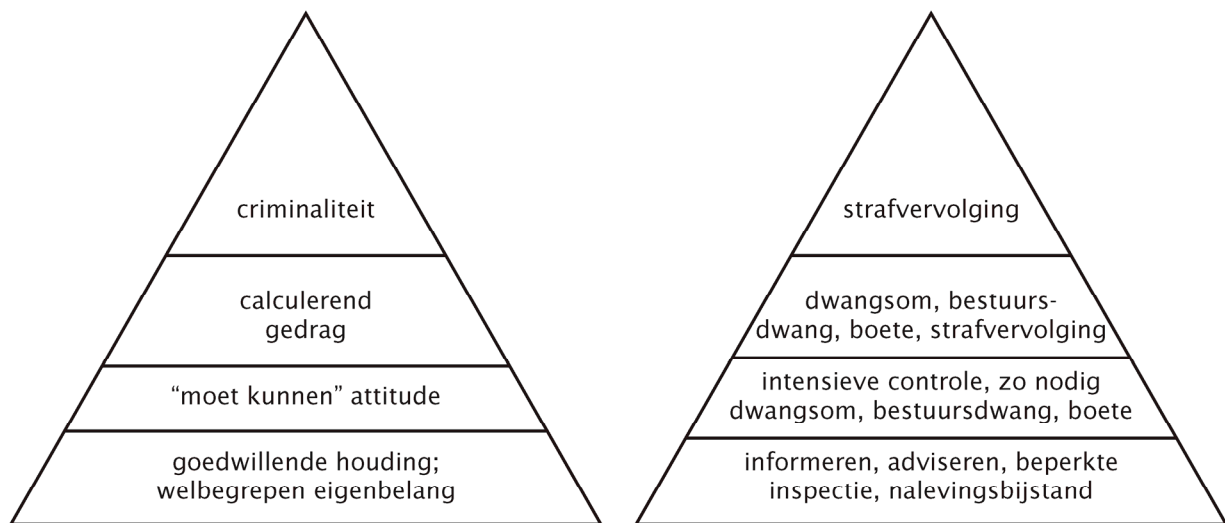 criminaliteit
calculerend
gedrag
“moet kunnen” attitude
goedwillende houding;
welbegrepen eigenbelang
strafvervolging
dwangsom, bestuurs-
dwang, boete, strafvervolging
intensieve controle, zo nodig
dwangsom, bestuursdwang, boete
informeren, adviseren, beperkte
inspectie, nalevingsbijstand